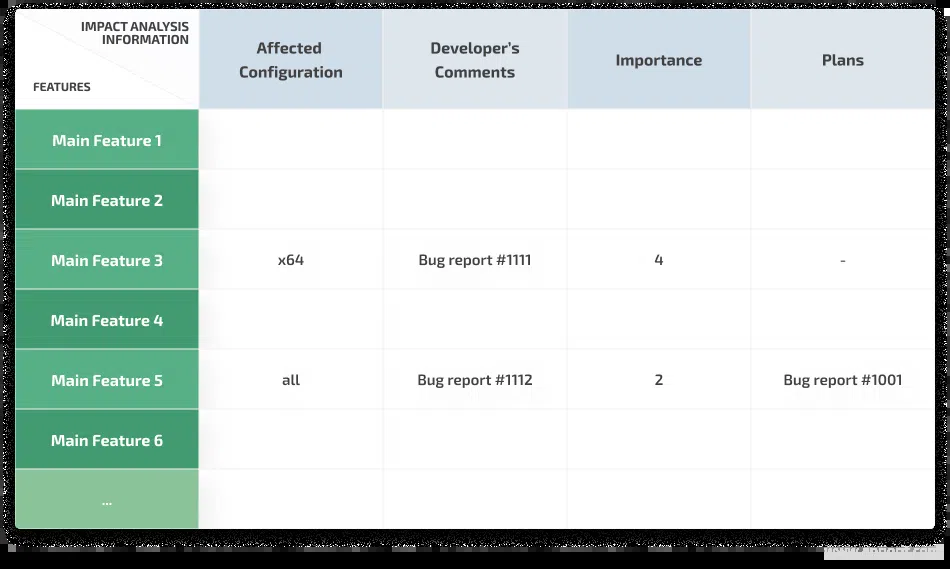 IMPACT ANALYSIS
INFORMATION
FEATURES
Affected
Configuration
Developer's
Comments
Importance
Plans
Main Feature 1
Main Feature 2
Main Feature 3
x64
Bug report #1111
4
-
Main Feature 4
Main Feature 5
all
Bug report #1112
2
Bug report #1001
Main Feature 6
...